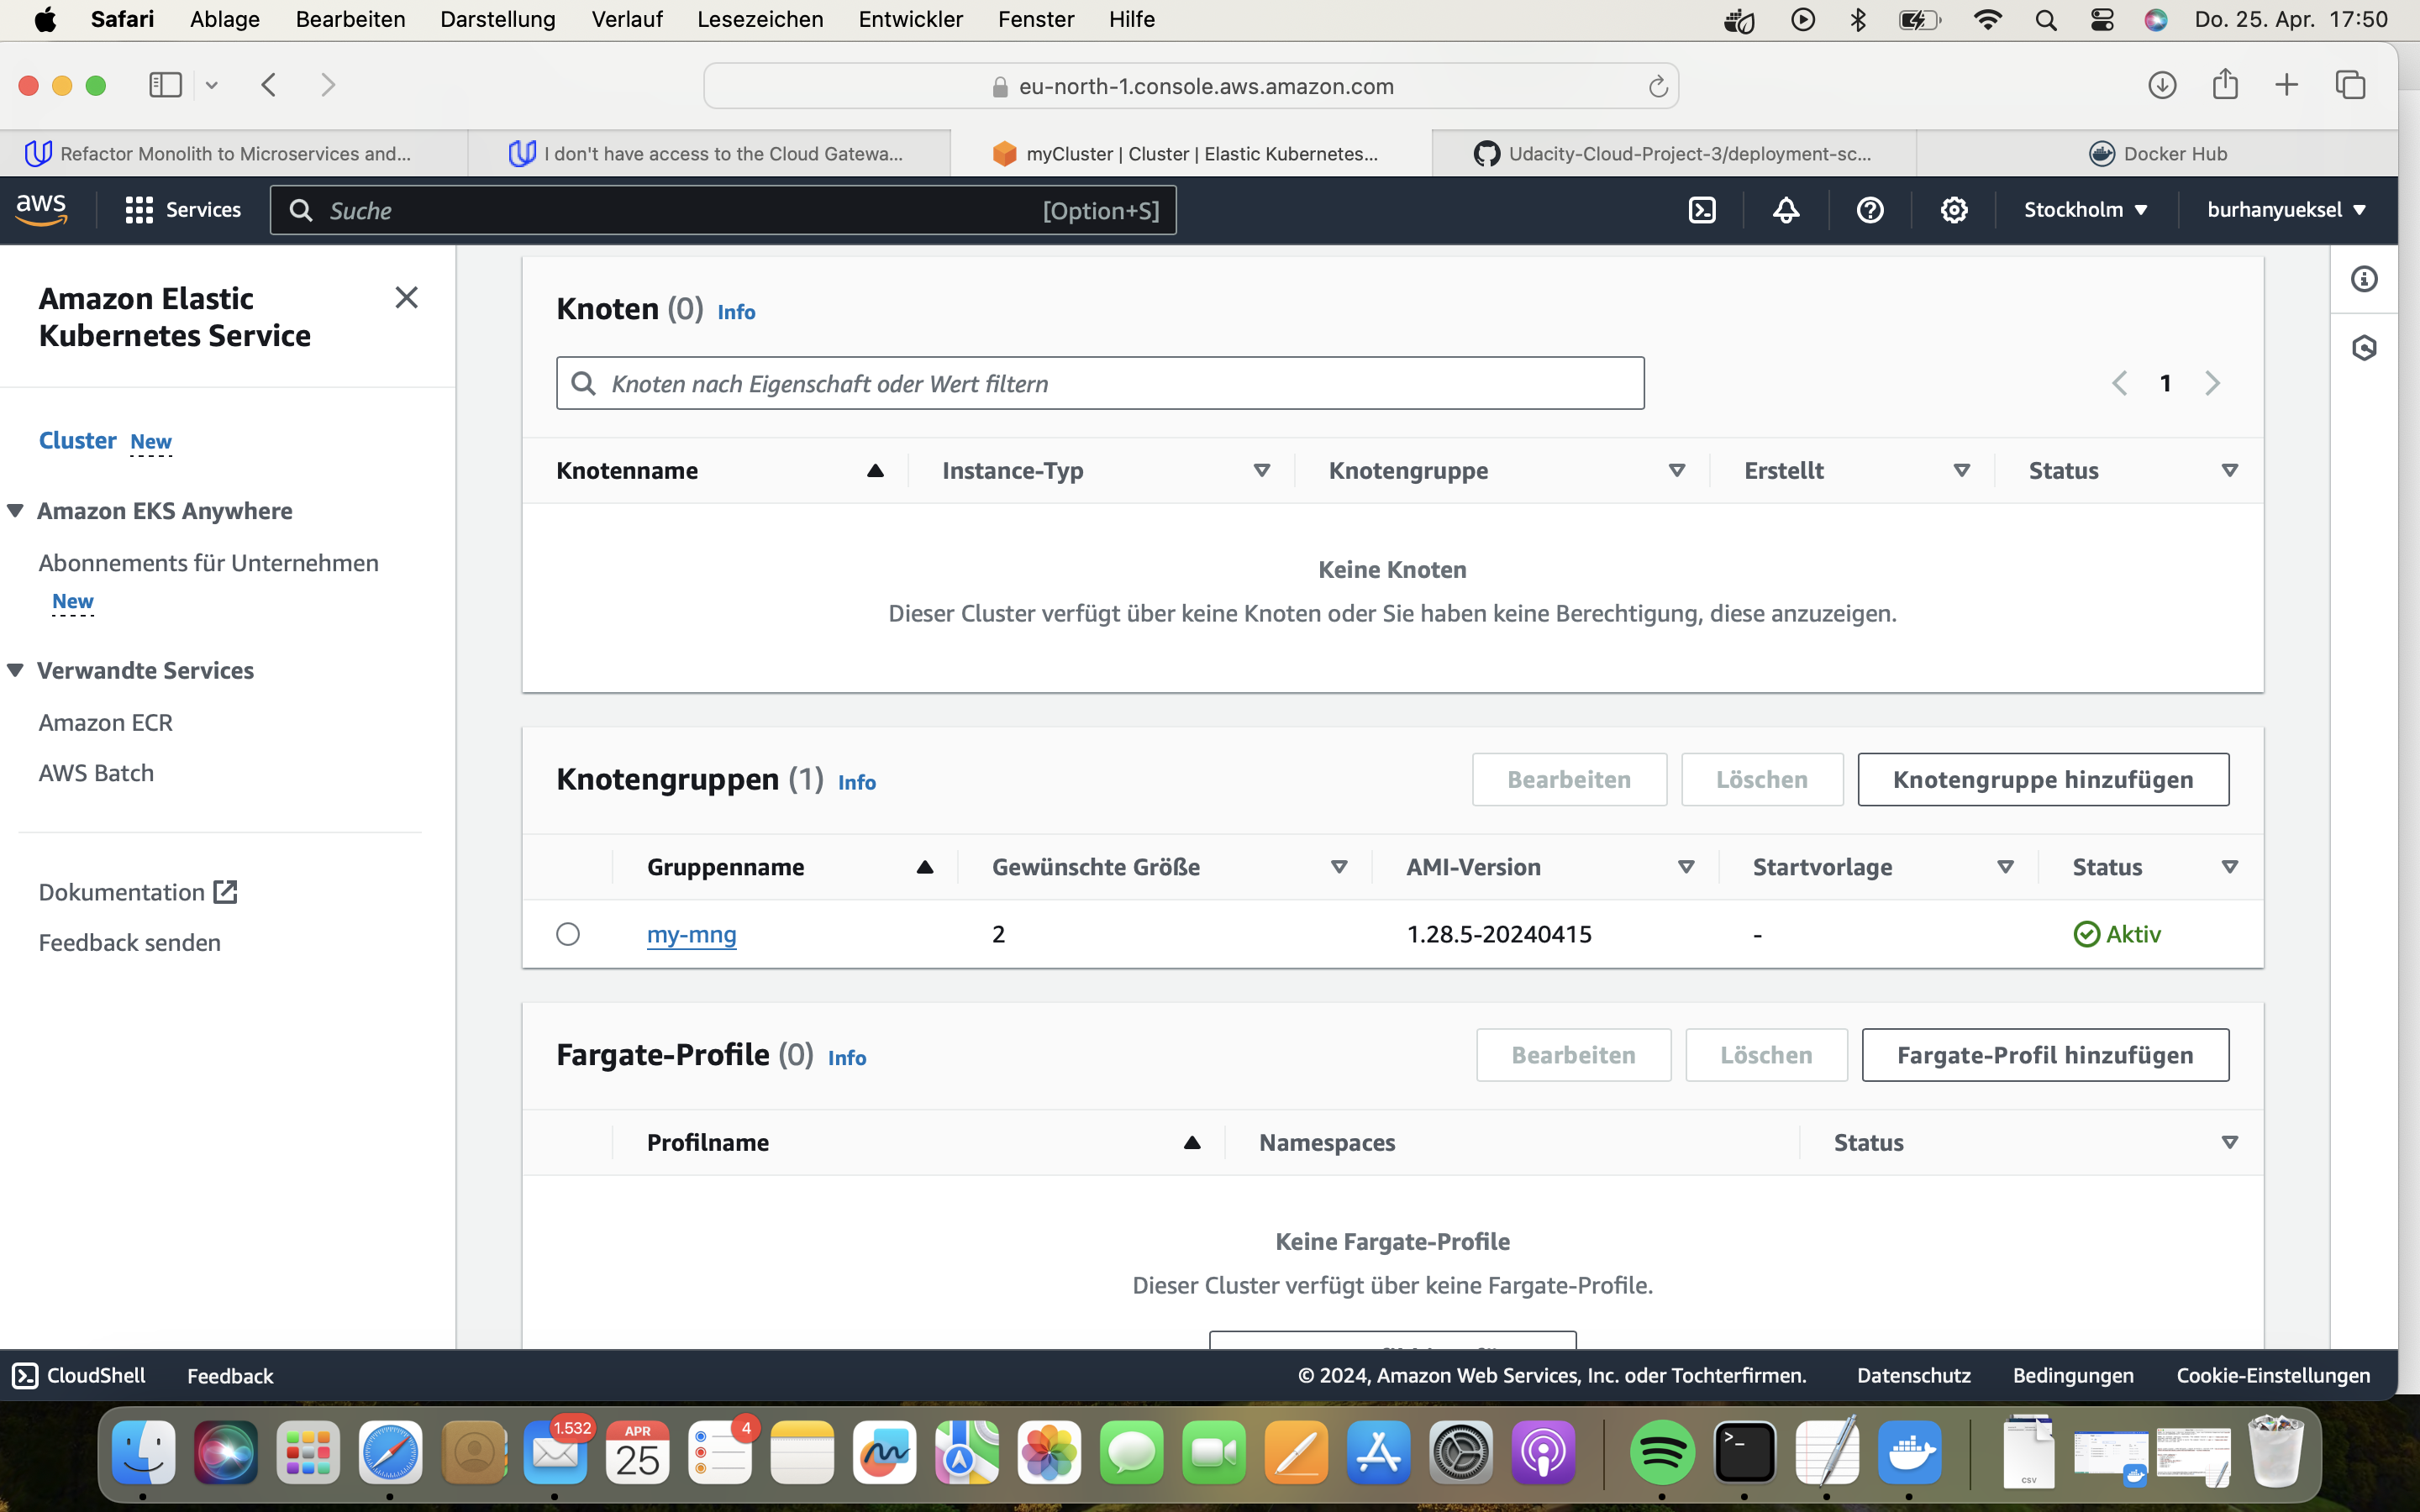 Safari Ablage Bearbeiten Darstellung Verlauf Lesezeichen Entwickler Fenster Hilfe Do. 25. Apr. 17:50
eu-north-1.console.aws.amazon.com
Refactor Monolith to Microservices and... I don't have access to the Cloud Gatewa... myCluster | Cluster | Elastic Kubernetes... Udacity-Cloud-Project-3/deployment-sc... Docker Hub
aws Services Suche [Option+S] Stockholm burhanyueksel
Amazon Elastic
Kubernetes Service
Cluster New
Amazon EKS Anywhere
Abonnements für Unternehmen
New
Verwandte Services
Amazon ECR
AWS Batch
Dokumentation
Feedback senden
Knoten (0) Info
Knoten nach Eigenschaft oder Wert filtern
1
Knotenname Instance-Typ Knotengruppe Erstellt Status
Keine Knoten
Dieser Cluster verfügt über keine Knoten oder Sie haben keine Berechtigung, diese anzuzeigen.
Knotengruppen (1) Info Bearbeiten Löschen Knotengruppe hinzufügen
Gruppenname Gewünschte Größe AMI-Version Startvorlage Status
my-mng 2 1.28.5-20240415 - Aktiv
Fargate-Profile (0) Info Bearbeiten Löschen Fargate-Profil hinzufügen
Profilname Namespaces Status
Keine Fargate-Profile
Dieser Cluster verfügt über keine Fargate-Profile.
CloudShell Feedback © 2024, Amazon Web Services, Inc. oder Tochterfirmen. Datenschutz Bedingungen Cookie-Einstellungen
1.532
APR
25
4
>_
CSV